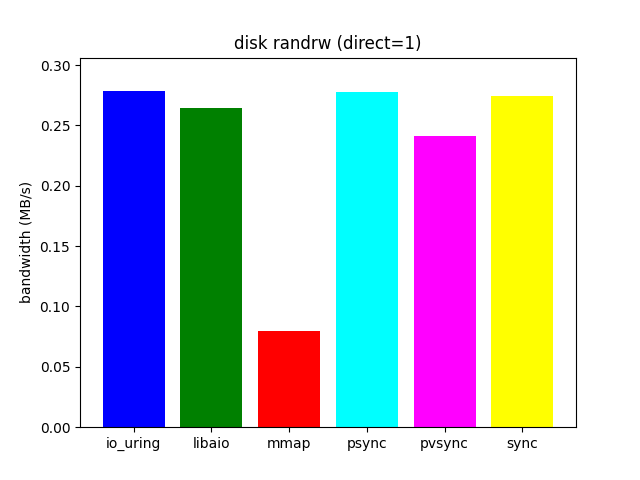 disk randrw (direct=1)
bandwidth (MB/s)
0.30
0.25
0.20
0.15
0.10
0.05
0.00
io_uring libaio mmap psync pvsync sync